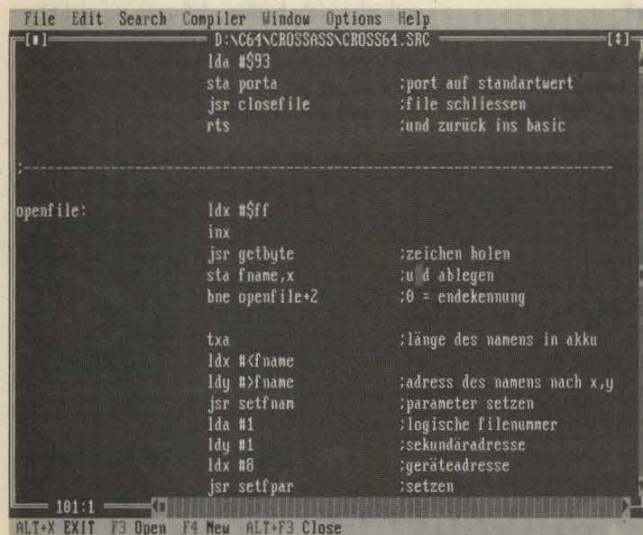 File Edit Search Compiler Window Options Help
[■] D:\C64\CROSSASS\CROSS64.SRC [↕]
lda #$93
sta porta ;port auf standartwert
jsr closefile ;file schliessen
rts ;und zurück ins basic
;------------------------------------------------------------
openfile: ldx #$ff
inx
jsr getbyte ;zeichen holen
sta fname,x ;u d ablegen
bne openfile+2 ;0 = endekennung
txa ;länge des namens in akku
ldx #<fname
ldy #>fname ;adress des namens nach x,y
jsr setfnam ;parameter setzen
lda #1 ;logische filenummer
ldy #1 ;sekundäradresse
ldx #8 ;geräteadresse
jsr setfpar ;setzen
101:1
ALT+X EXIT F3 Open F4 New ALT+F3 Close